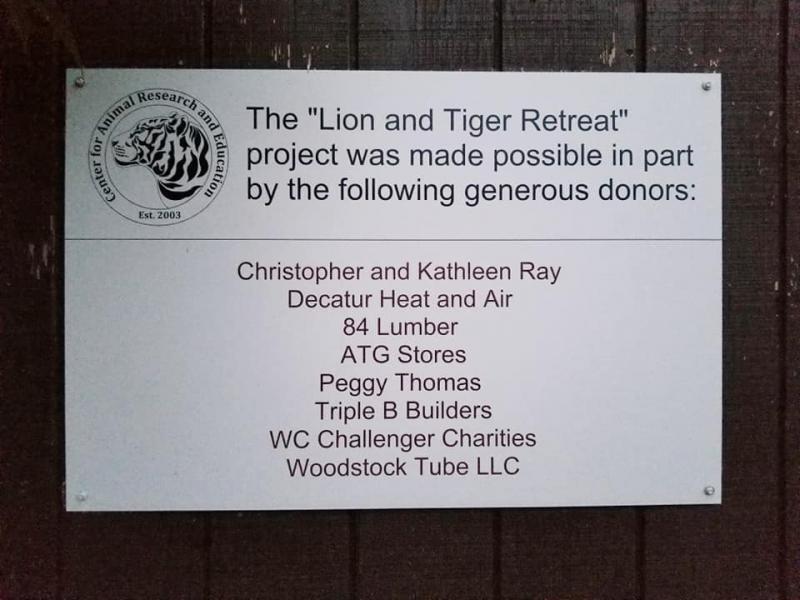 Center for Animal Research and Education
Est. 2003
The "Lion and Tiger Retreat"
project was made possible in part
by the following generous donors:
Christopher and Kathleen Ray
Decatur Heat and Air
84 Lumber
ATG Stores
Peggy Thomas
Triple B Builders
WC Challenger Charities
Woodstock Tube LLC